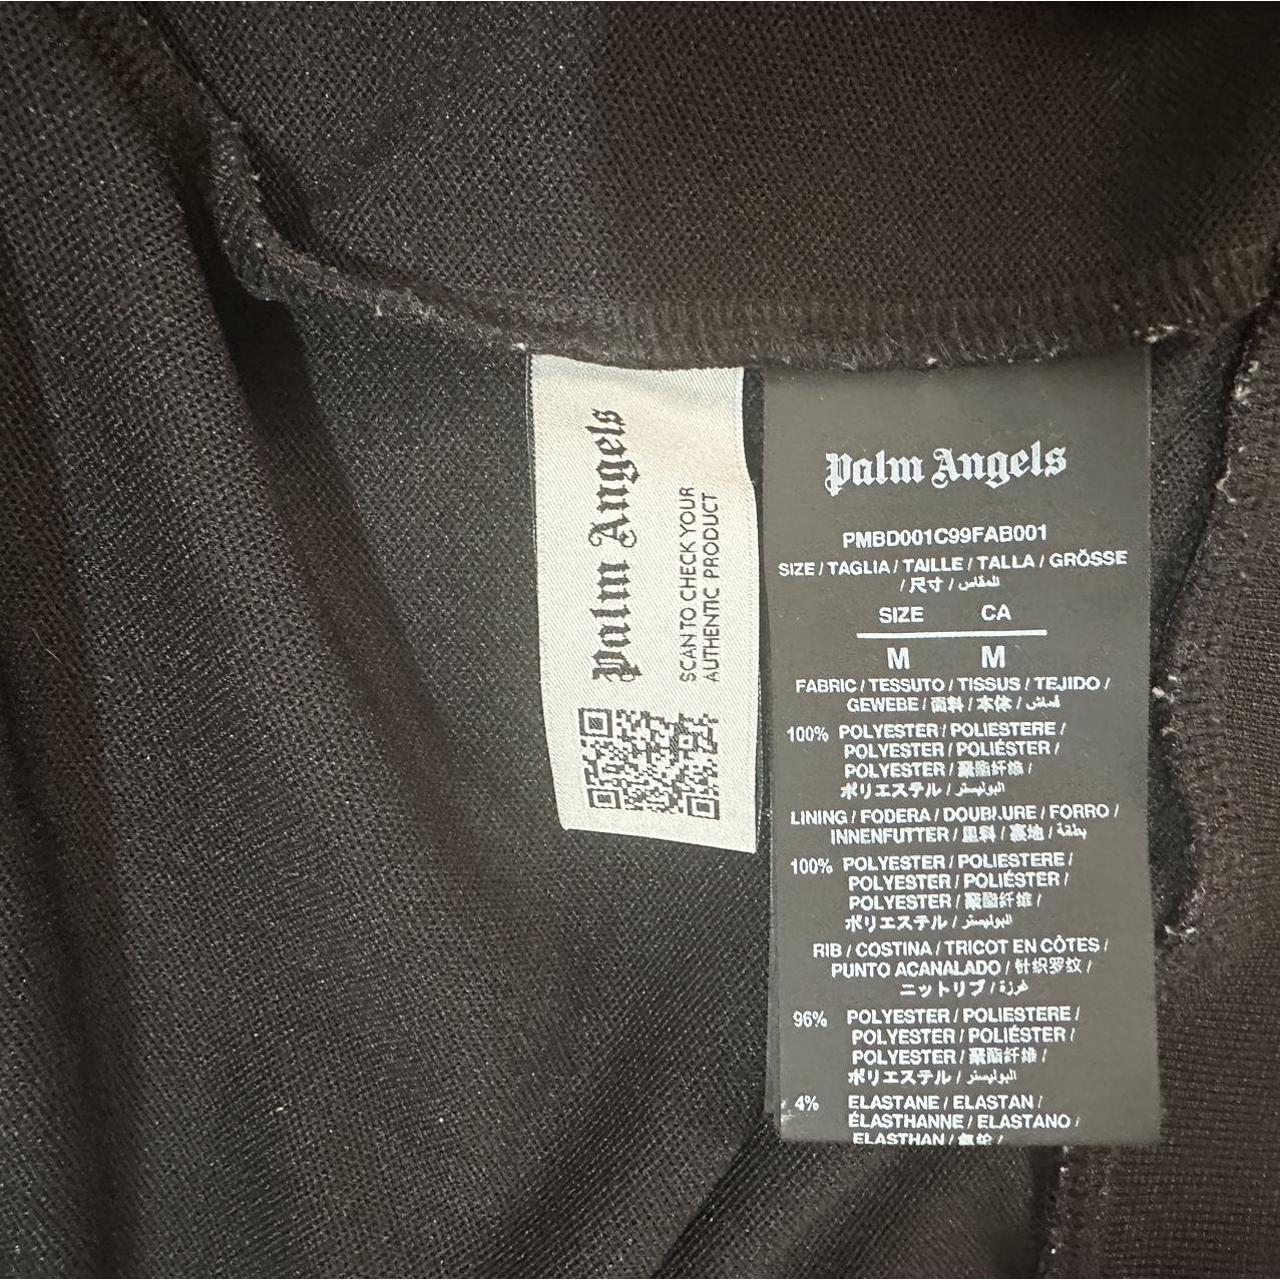 Palm Angels
SCAN TO CHECK YOUR
AUTHENTIC PRODUCT
Palm Angels
PMBD001C99FAB001
SIZE / TAGLIA / TAILLE / TALLA / GRÖSSE
/ 尺寸 / المقاس
SIZE CA
M M
FABRIC / TESSUTO / TISSUS / TEJIDO /
GEWEBE / 面料 / 本体 / قماش
100% POLYESTER / POLIESTERE /
POLYESTER / POLIÉSTER /
POLYESTER / 聚酯纤维 /
ポリエステル / البوليستر
LINING / FODERA / DOUBLURE / FORRO /
INNENFUTTER / 里料 / 裏地 / بطانة
100% POLYESTER / POLIESTERE /
POLYESTER / POLIÉSTER /
POLYESTER / 聚酯纤维 /
ポリエステル / البوليستر
RIB / COSTINA / TRICOT EN CÔTES /
PUNTO ACANALADO / 针织罗纹 /
ニットリブ / غرزة
96% POLYESTER / POLIESTERE /
POLYESTER / POLIÉSTER /
POLYESTER / 聚酯纤维 /
ポリエステル / البوليستر
4% ELASTANE / ELASTAN /
ÉLASTHANNE / ELASTANO /
ELASTHAN / 氨纶 /